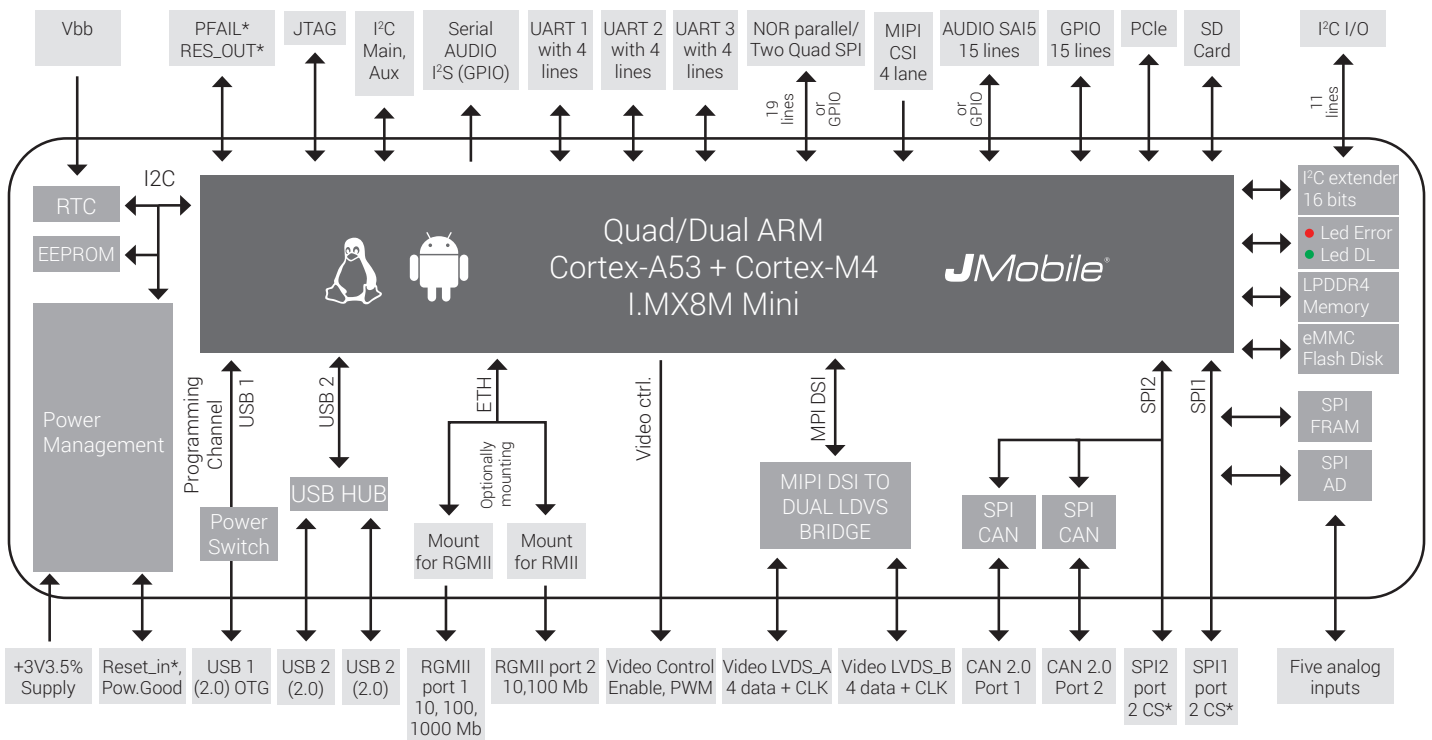 Vbb
PFAIL*
RES_OUT*
JTAG
I²C
Main,
Aux
Serial
AUDIO
I²S (GPIO)
UART 1
with 4
lines
UART 2
with 4
lines
UART 3
with 4
lines
NOR parallel/
Two Quad SPI
MIPI
CSI
4 lane
AUDIO SAI5
15 lines
GPIO
15 lines
PCIe
SD
Card
I²C I/O
19
lines
or
GPIO
or
GPIO
11
lines
I2C
RTC
EEPROM
Power
Management
Quad/Dual ARM
Cortex-A53 + Cortex-M4
I.MX8M Mini
JMobile®
I²C extender
16 bits
Led Error
Led DL
LPDDR4
Memory
eMMC
Flash Disk
SPI
FRAM
SPI
AD
Programming
Channel
USB 1
USB 2
ETH
Video ctrl.
MPI DSI
SPI2
SPI1
Optionally
mounting
Power
Switch
USB HUB
Mount
for RGMII
Mount
for RMII
MIPI DSI TO
DUAL LDVS
BRIDGE
SPI
CAN
SPI
CAN
+3V3.5%
Supply
Reset_in*,
Pow.Good
USB 1
(2.0) OTG
USB 2
(2.0)
USB 2
(2.0)
RGMII
port 1
10, 100,
1000 Mb
RGMII port 2
10,100 Mb
Video Control
Enable, PWM
Video LVDS_A
4 data + CLK
Video LVDS_B
4 data + CLK
CAN 2.0
Port 1
CAN 2.0
Port 2
SPI2
port
2 CS*
SPI1
port
2 CS*
Five analog
inputs